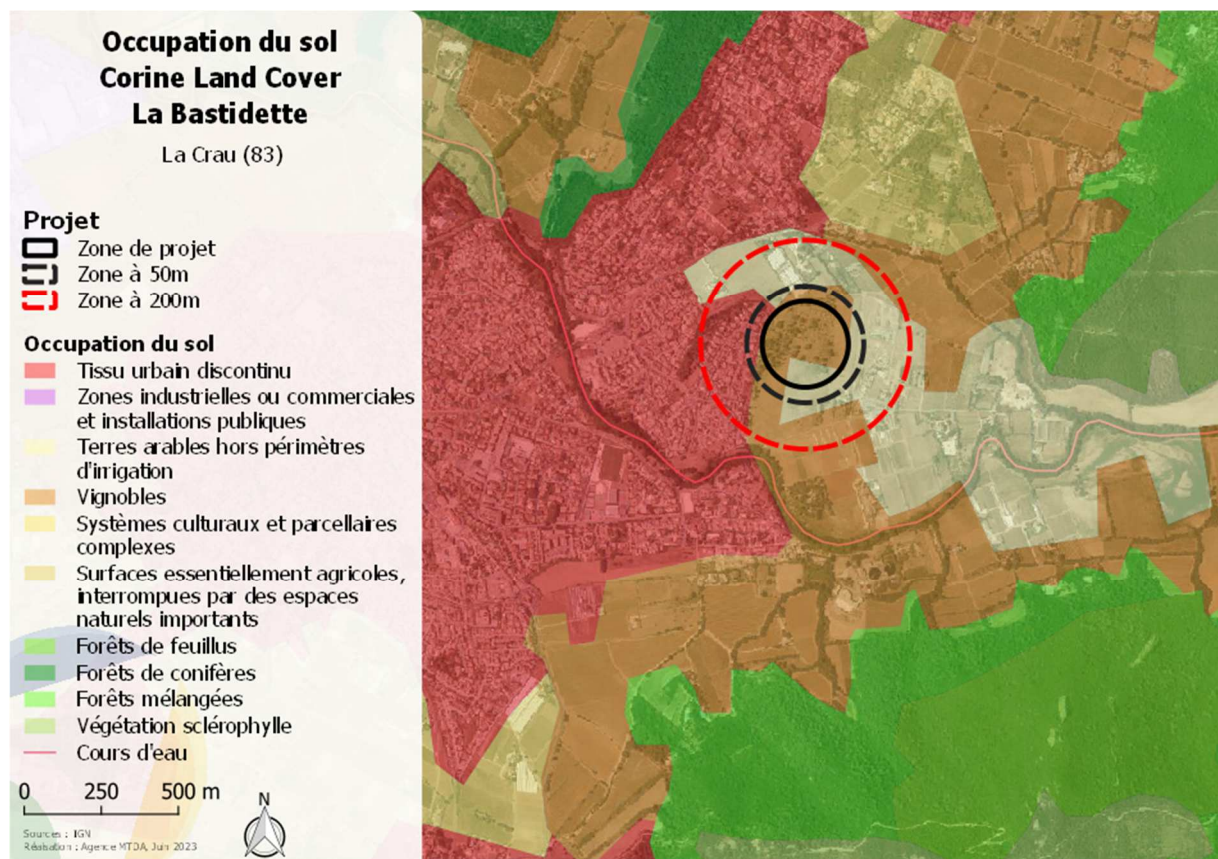 Occupation du sol
Corine Land Cover
La Bastidette
La Crau (83)
Projet
Zone de projet
Zone à 50m
Zone à 200m
Occupation du sol
Tissu urbain discontinu
Zones industrielles ou commerciales
et installations publiques
Terres arables hors périmètres
d'irrigation
Vignobles
Systèmes culturaux et parcellaires
complexes
Surfaces essentiellement agricoles,
interrompues par des espaces
naturels importants
Forêts de feuillus
Forêts de conifères
Forêts mélangées
Végétation sclérophylle
Cours d'eau
0 250 500 m
N
Sources : IGN
Réalisation : Agence MTDA, Juin 2023